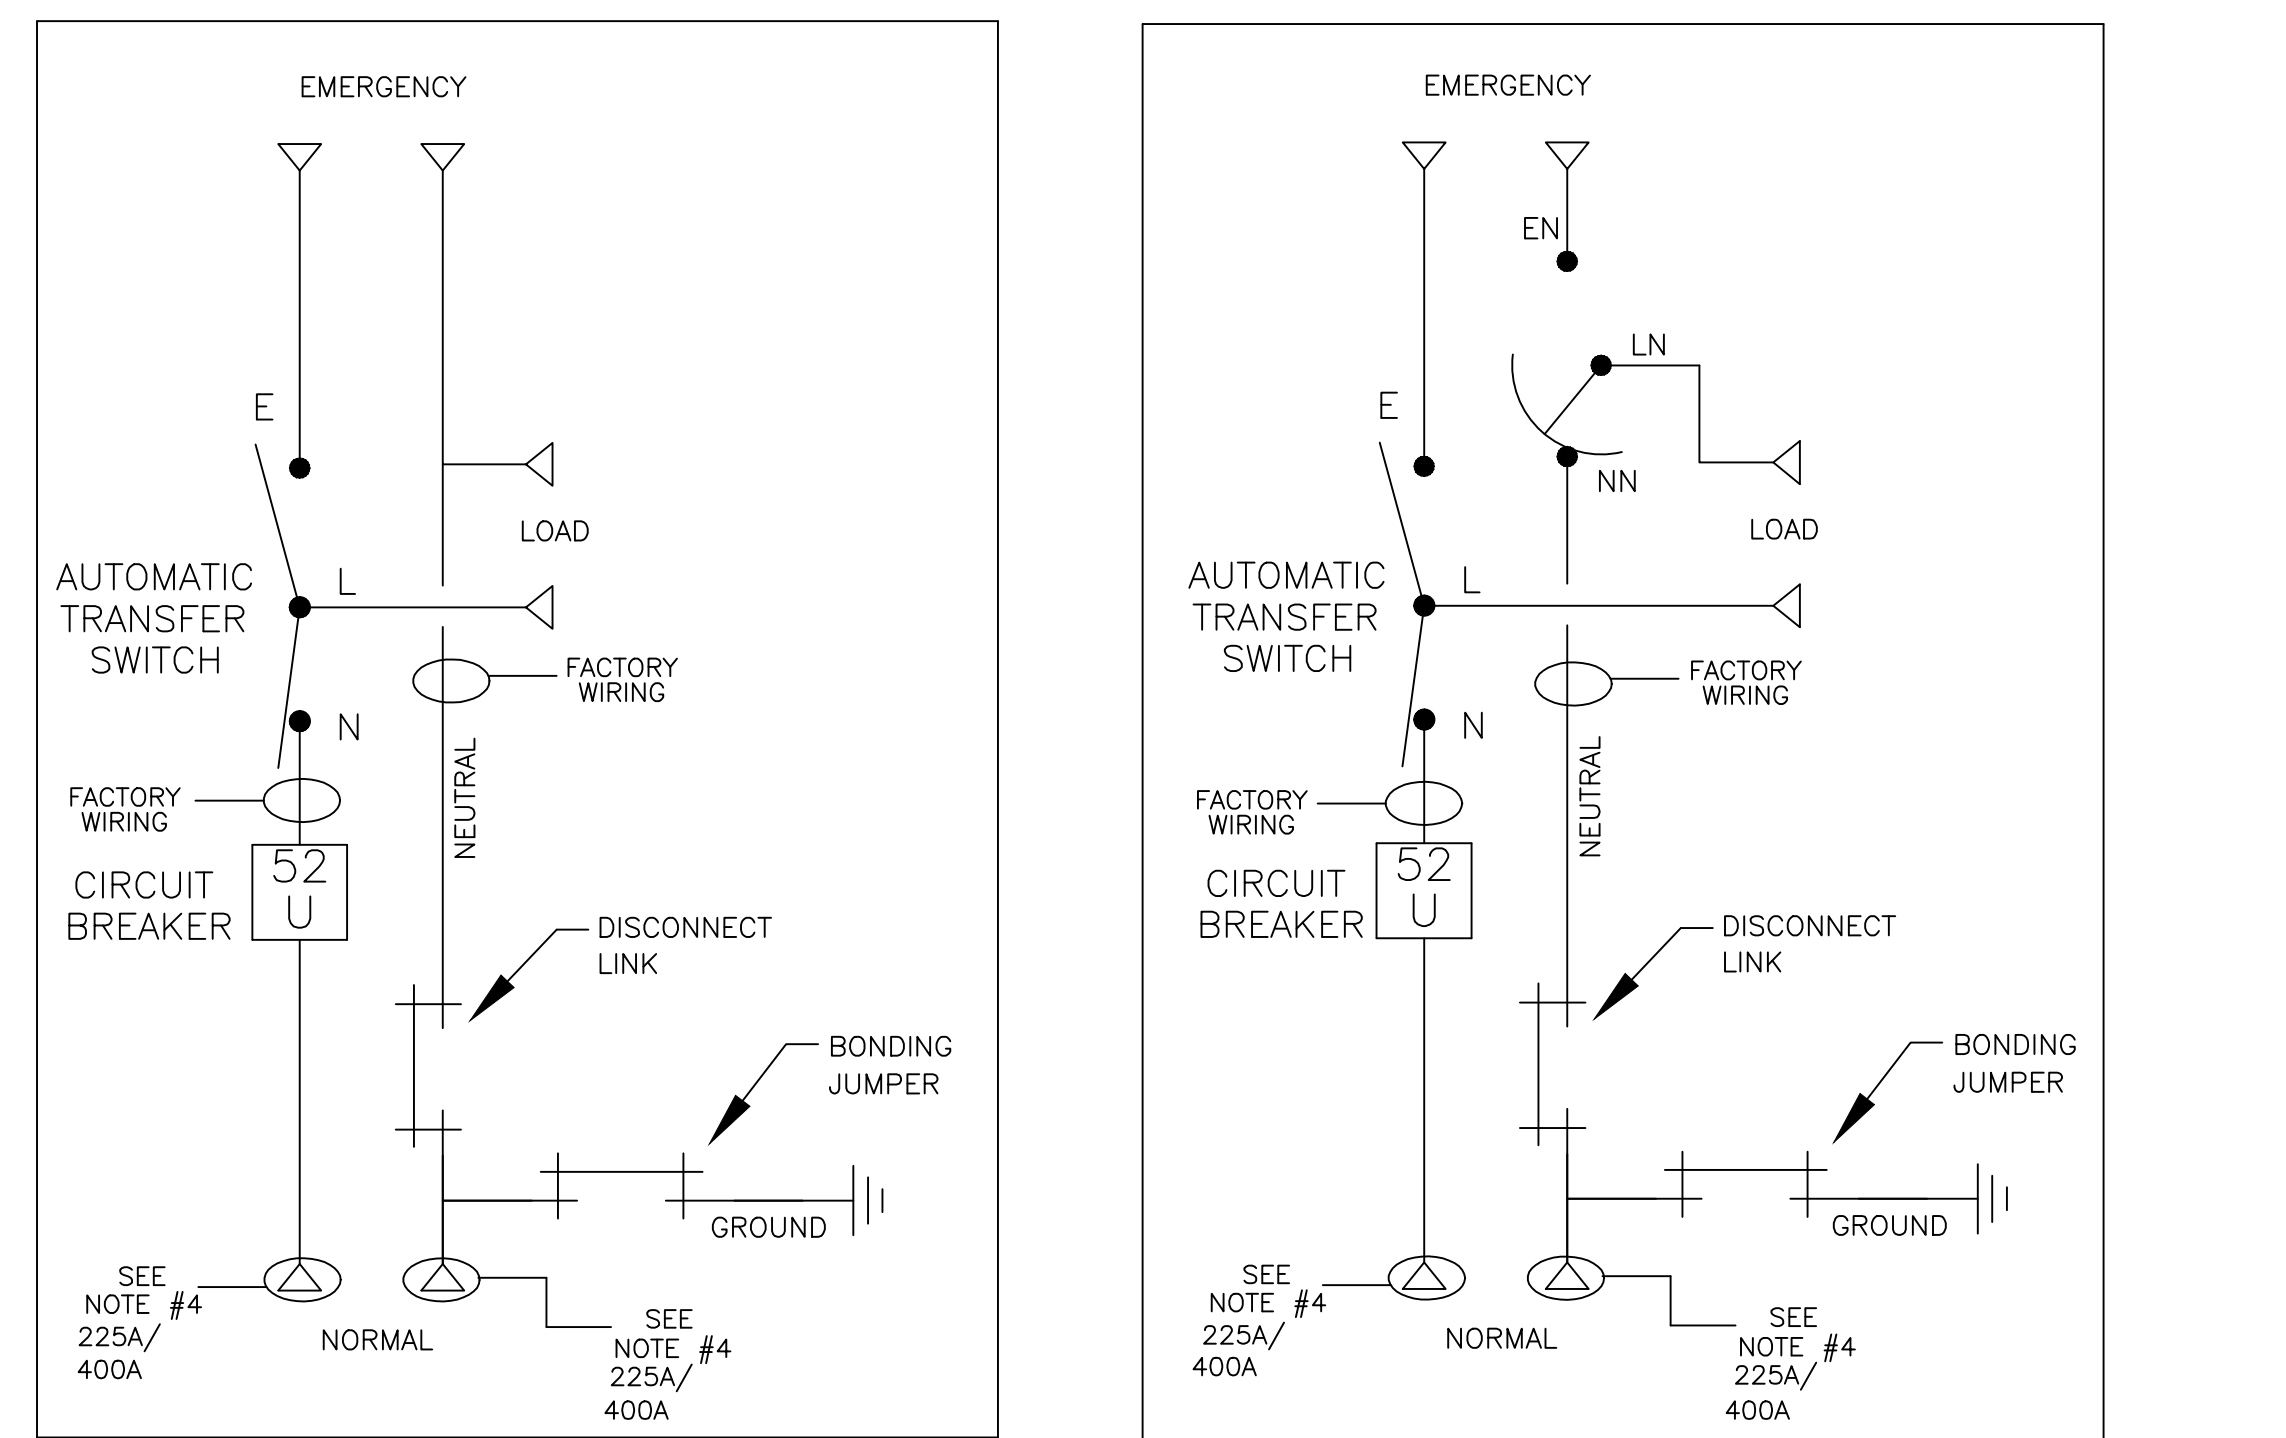 EMERGENCY
E
LOAD
AUTOMATIC
TRANSFER
SWITCH
L
FACTORY
WIRING
N
NEUTRAL
FACTORY
WIRING
52
U
CIRCUIT
BREAKER
DISCONNECT
LINK
BONDING
JUMPER
GROUND
SEE
NOTE #4
225A/
400A
NORMAL
SEE
NOTE #4
225A/
400A
EMERGENCY
EN
LN
E
NN
LOAD
AUTOMATIC
TRANSFER
SWITCH
L
FACTORY
WIRING
N
NEUTRAL
FACTORY
WIRING
52
U
CIRCUIT
BREAKER
DISCONNECT
LINK
BONDING
JUMPER
GROUND
SEE
NOTE #4
225A/
400A
NORMAL
SEE
NOTE #4
225A/
400A